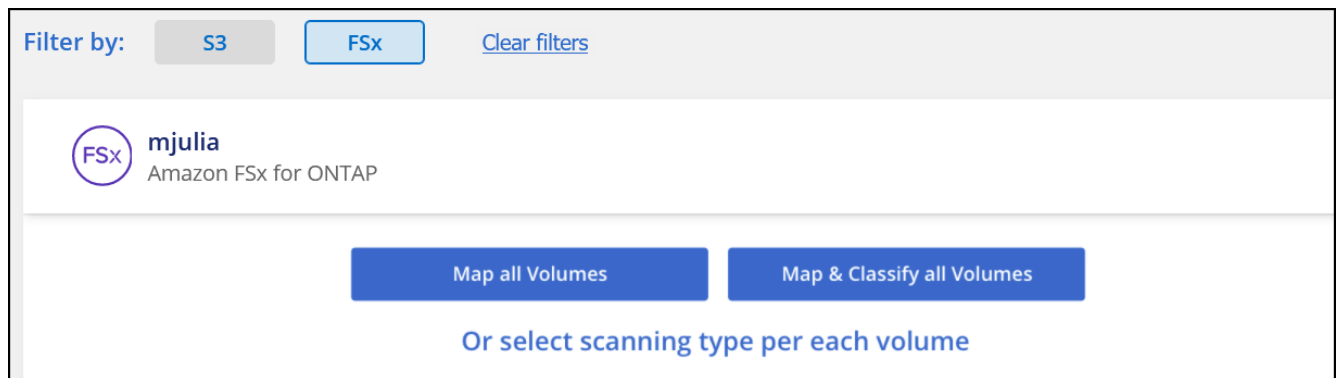 Filter by: S3 FSx Clear filters
FSx mjulia
Amazon FSx for ONTAP
Map all Volumes Map & Classify all Volumes
Or select scanning type per each volume